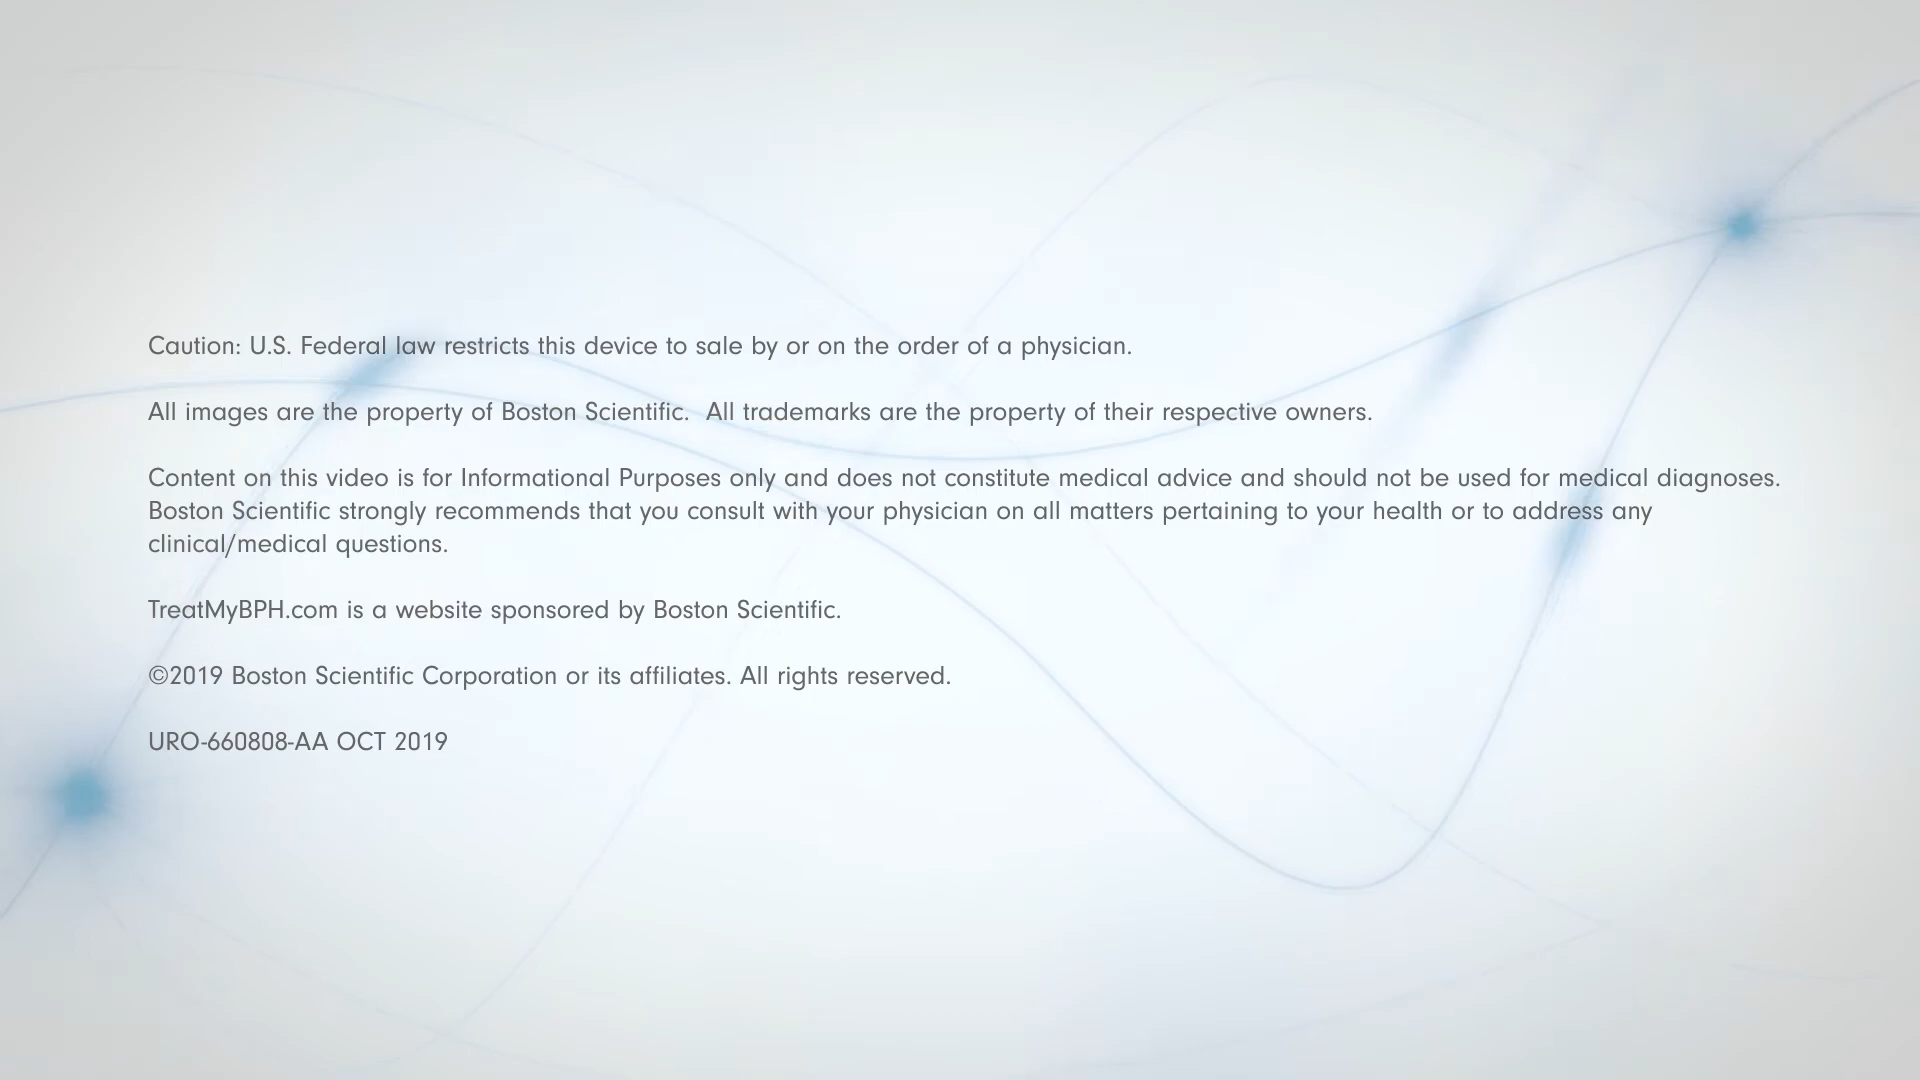 Caution: U.S. Federal law restricts this device to sale by or on the order of a physician.
All images are the property of Boston Scientific.  All trademarks are the property of their respective owners.
Content on this video is for Informational Purposes only and does not constitute medical advice and should not be used for medical diagnoses.
Boston Scientific strongly recommends that you consult with your physician on all matters pertaining to your health or to address any
clinical/medical questions.
TreatMyBPH.com is a website sponsored by Boston Scientific.
©2019 Boston Scientific Corporation or its affiliates. All rights reserved.
URO-660808-AA OCT 2019